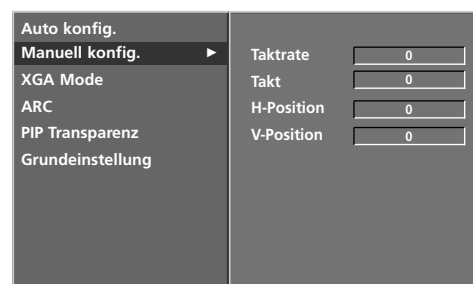 Auto konfig.
Manuell konfig. ►
XGA Mode
ARC
PIP Transparenz
Grundeinstellung
Taktrate 0
Takt 0
H-Position 0
V-Position 0